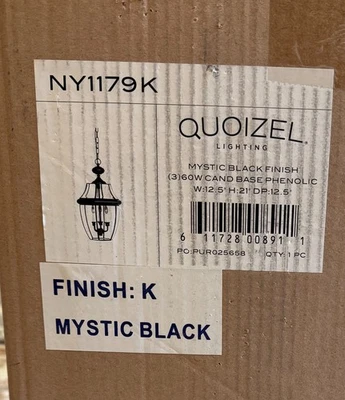 NY1179K
QUOIZEL.
LIGHTING
MYSTIC BLACK FINISH
(3)60W CAND BASE PHENOLIC
W:12.5" H:21" DP:12.5"
6 11728 00891 1
PO:PUR025658 QTY: 1 PC
FINISH: K
MYSTIC BLACK